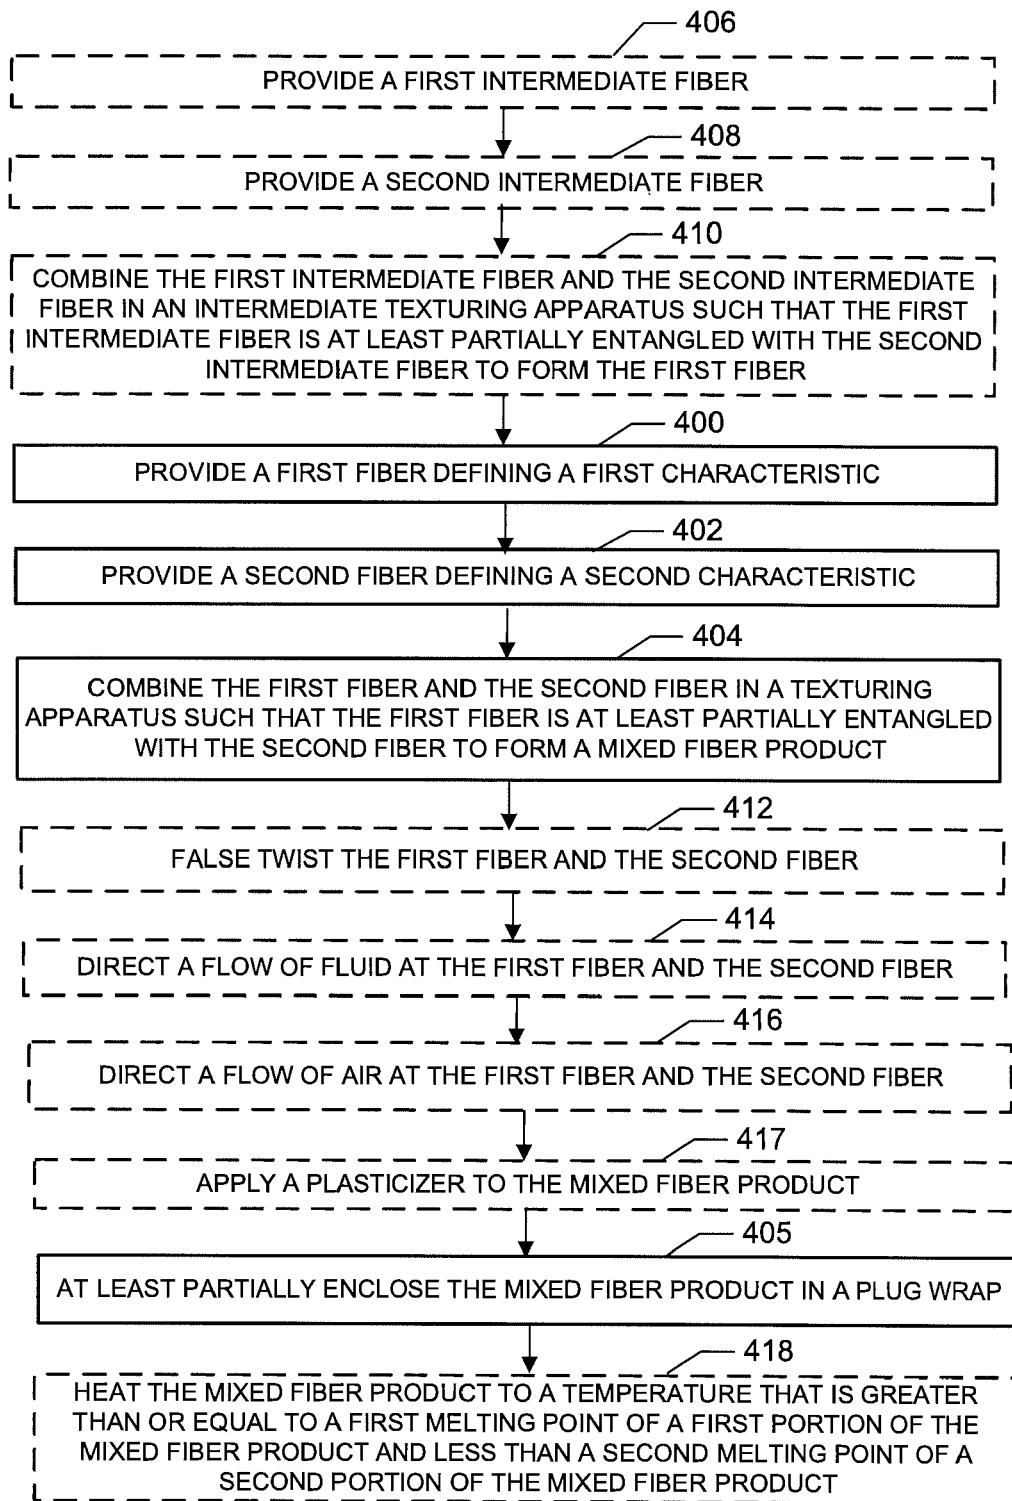 406
PROVIDE A FIRST INTERMEDIATE FIBER
408
PROVIDE A SECOND INTERMEDIATE FIBER
410
COMBINE THE FIRST INTERMEDIATE FIBER AND THE SECOND INTERMEDIATE
FIBER IN AN INTERMEDIATE TEXTURING APPARATUS SUCH THAT THE FIRST
INTERMEDIATE FIBER IS AT LEAST PARTIALLY ENTANGLED WITH THE SECOND
INTERMEDIATE FIBER TO FORM THE FIRST FIBER
400
PROVIDE A FIRST FIBER DEFINING A FIRST CHARACTERISTIC
402
PROVIDE A SECOND FIBER DEFINING A SECOND CHARACTERISTIC
404
COMBINE THE FIRST FIBER AND THE SECOND FIBER IN A TEXTURING
APPARATUS SUCH THAT THE FIRST FIBER IS AT LEAST PARTIALLY ENTANGLED
WITH THE SECOND FIBER TO FORM A MIXED FIBER PRODUCT
412
FALSE TWIST THE FIRST FIBER AND THE SECOND FIBER
414
DIRECT A FLOW OF FLUID AT THE FIRST FIBER AND THE SECOND FIBER
416
DIRECT A FLOW OF AIR AT THE FIRST FIBER AND THE SECOND FIBER
417
APPLY A PLASTICIZER TO THE MIXED FIBER PRODUCT
405
AT LEAST PARTIALLY ENCLOSE THE MIXED FIBER PRODUCT IN A PLUG WRAP
418
HEAT THE MIXED FIBER PRODUCT TO A TEMPERATURE THAT IS GREATER
THAN OR EQUAL TO A FIRST MELTING POINT OF A FIRST PORTION OF THE
MIXED FIBER PRODUCT AND LESS THAN A SECOND MELTING POINT OF A
SECOND PORTION OF THE MIXED FIBER PRODUCT